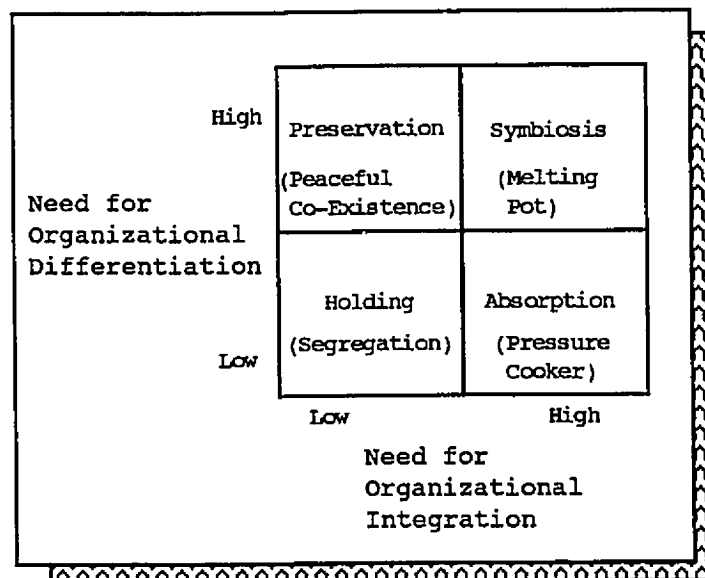 High
Preservation
Symbiosis
(Peaceful
Co-Existence)
(Melting
Pot)
Need for
Organizational
Differentiation
Holding
Absorption
Low
(Segregation)
(Pressure
Cooker)
Low
High
Need for
Organizational
Integration